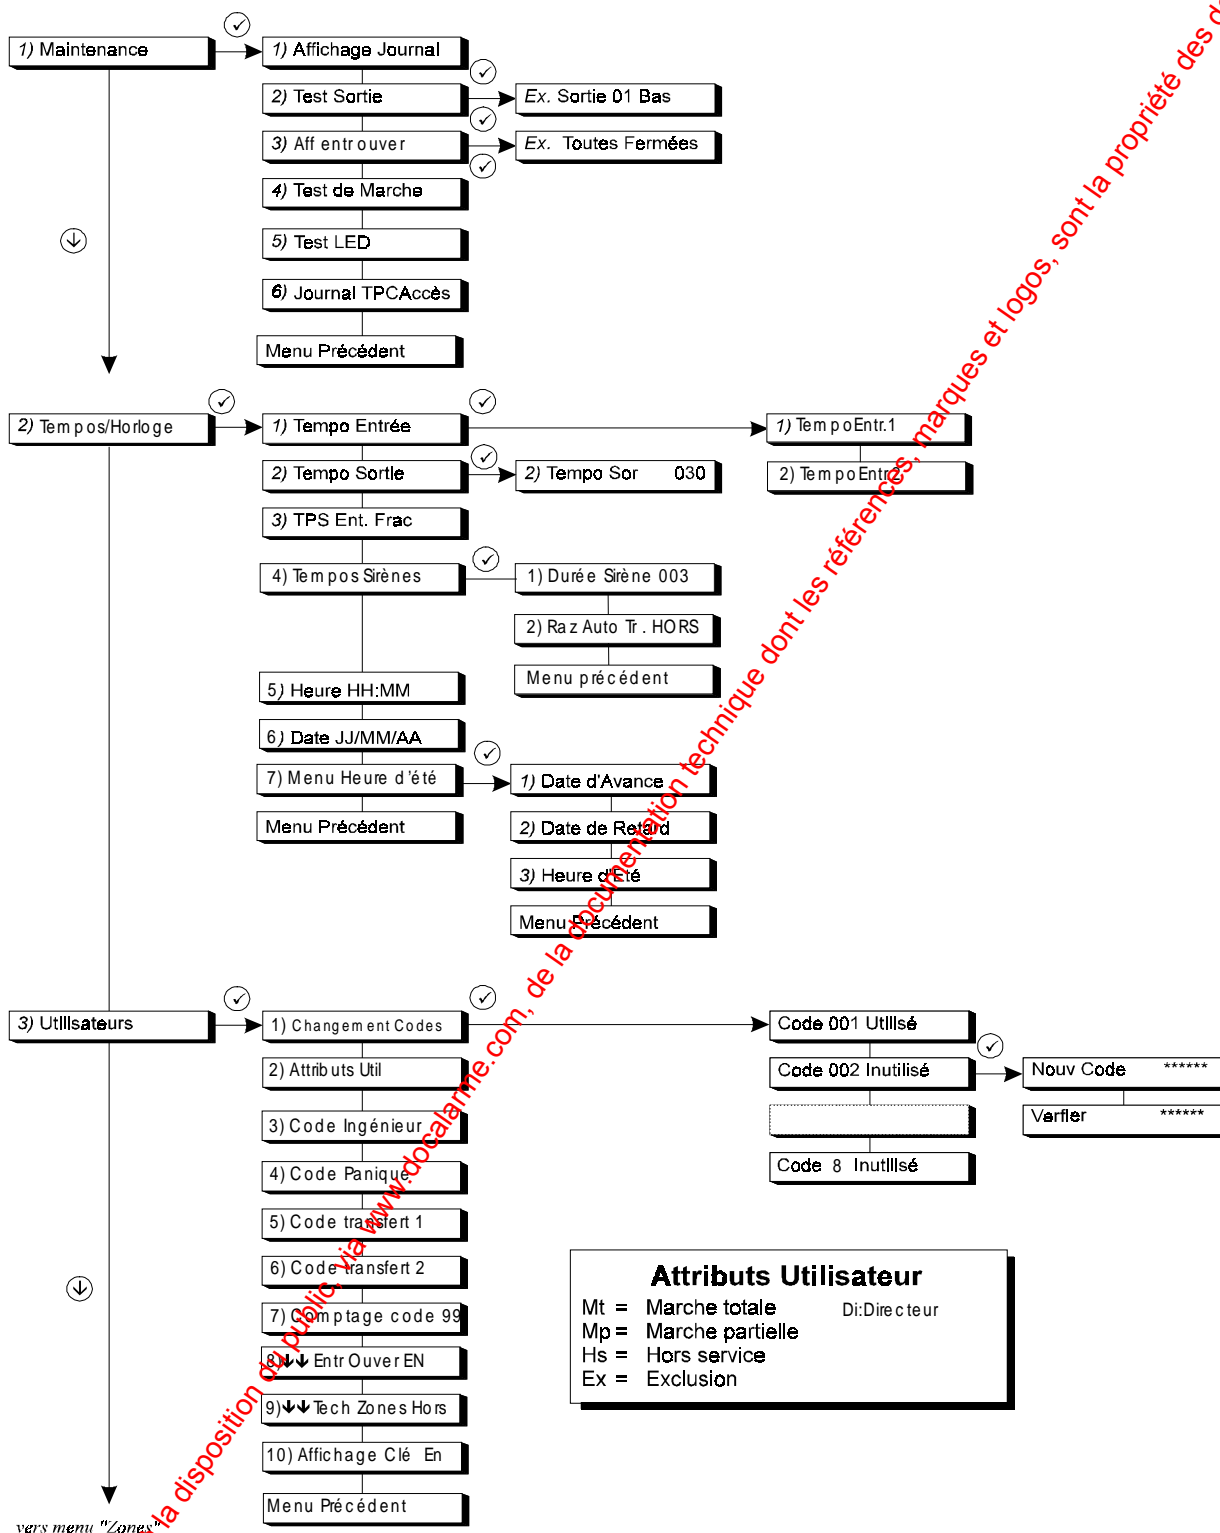 1) Maintenance
1) Affichage Journal
2) Test Sortie
Ex. Sortie 01 Bas
3) Aff entrouver
Ex. Toutes Fermées
4) Test de Marche
5) Test LED
6) Journal TPCAccès
Menu Précédent
2) Tempos/Horloge
1) Tempo Entrée
1) TempoEntr.1
2) Tempo Sortie
2) Tempo Sor 030
2) TempoEntr.2
3) TPS Ent. Frac
4) Tempos Sirènes
1) Durée Sirène 003
2) Raz Auto Tr. HORS
Menu précédent
5) Heure HH:MM
6) Date JJ/MM/AA
7) Menu Heure d'été
1) Date d'Avance
Menu Précédent
2) Date de Retard
3) Heure d'Eté
Menu Précédent
3) Utilisateurs
1) Changement Codes
Code 001 Utilisé
2) Attributs Util
Code 002 Inutilisé
Nouv Code ******
3) Code Ingénieur
Verfier ******
4) Code Panique
Code 8 Inutilisé
5) Code transfert 1
6) Code transfert 2
7) Comptage code 99
8)↓↓ Entr Ouver EN
9)↓↓ Tech Zones Hors
10) Affichage Clé En
Menu Précédent
Attributs Utilisateur
Mt = Marche totale Di:Directeur
Mp = Marche partielle
Hs = Hors service
Ex = Exclusion
vers menu "Zones"
la disposition du public, via www.docalarme.com, de la documentation technique dont les références, marques et logos, sont la propriété des